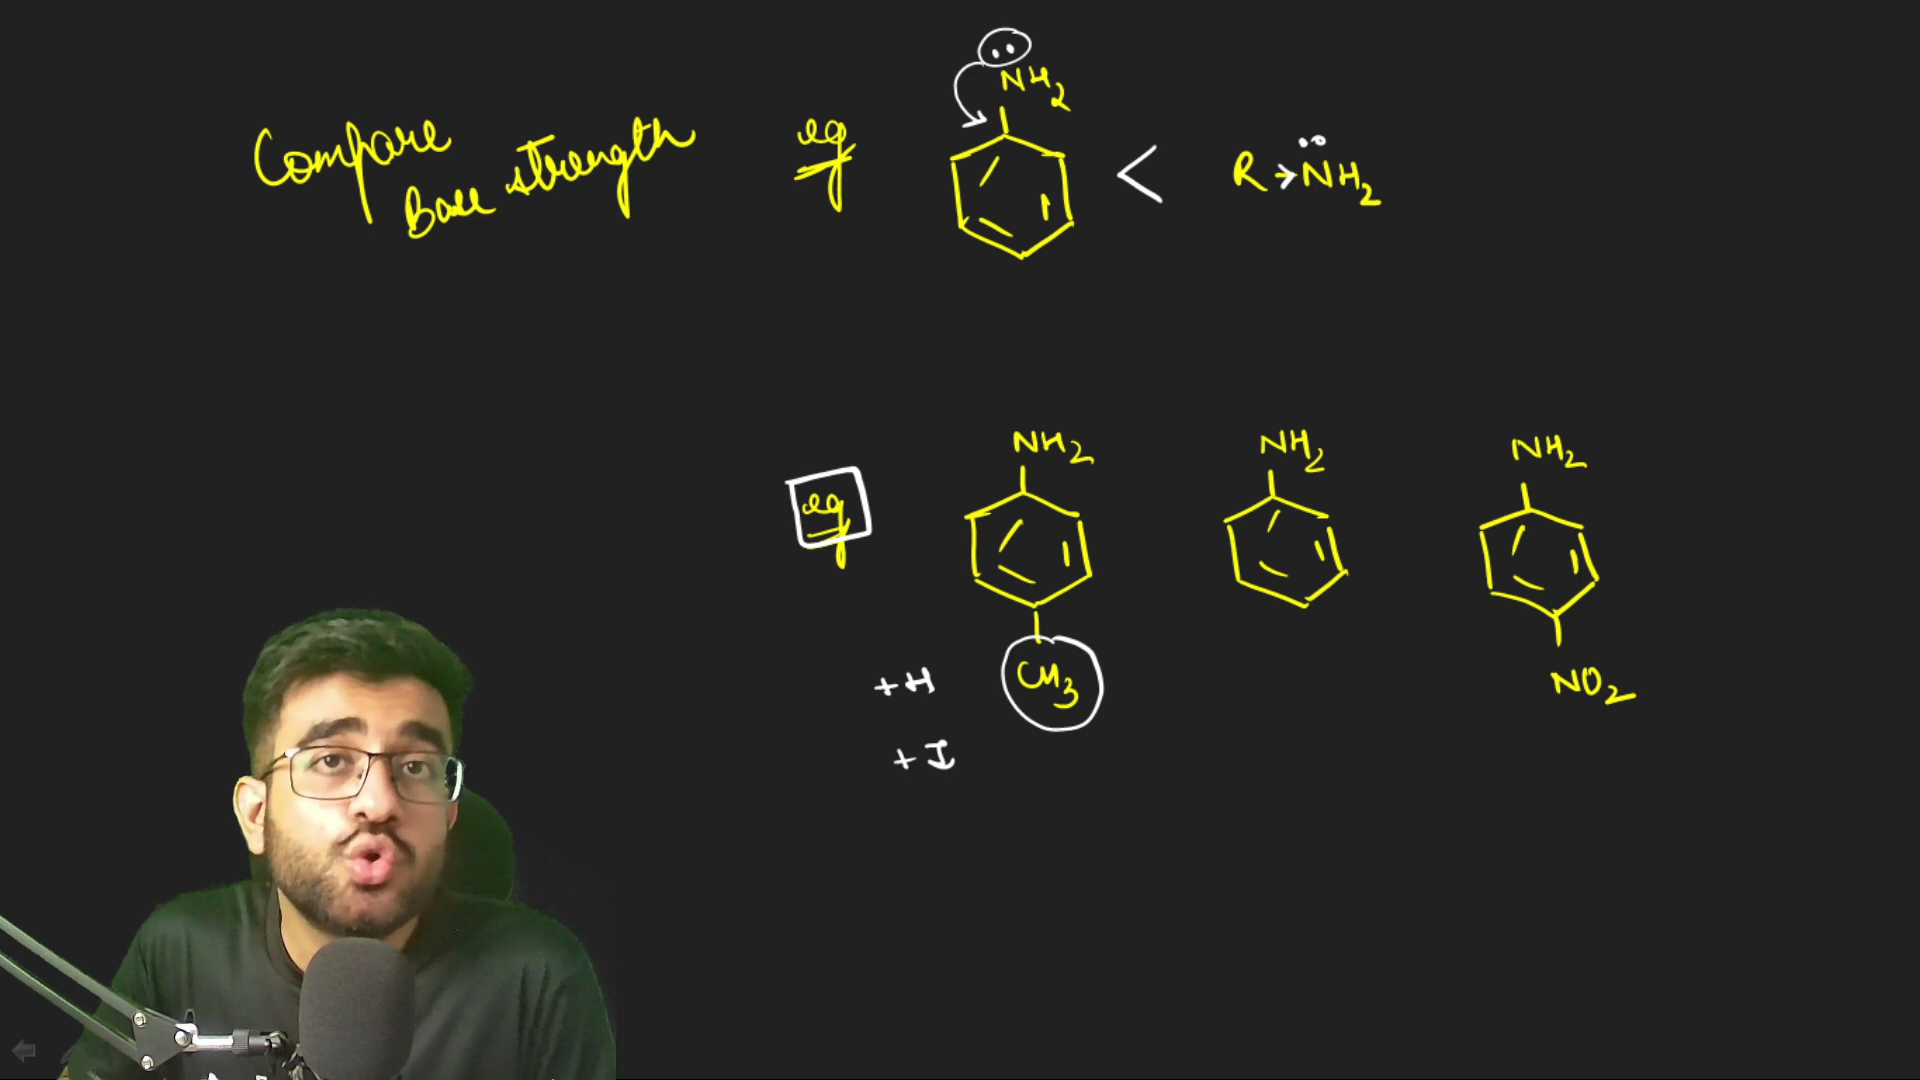 Compare
Base strength
eg
NH2
<
R→NH2
eg
NH2
NH2
NH2
CH3
NO2
+H
+I